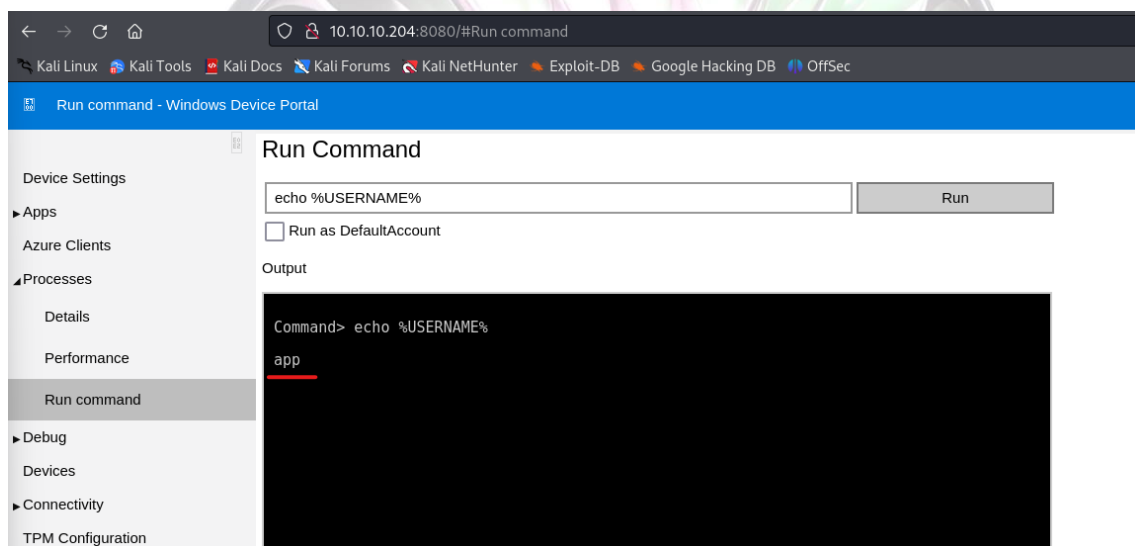 10.10.10.204:8080/#Run command
Kali Linux Kali Tools Kali Docs Kali Forums Kali NetHunter Exploit-DB Google Hacking DB OffSec
Run command - Windows Device Portal
Run Command
Device Settings
echo %USERNAME% Run
Apps
Run as DefaultAccount
Azure Clients
Output
Processes
Details
Command> echo %USERNAME%
Performance
app
Run command
Debug
Devices
Connectivity
TPM Configuration